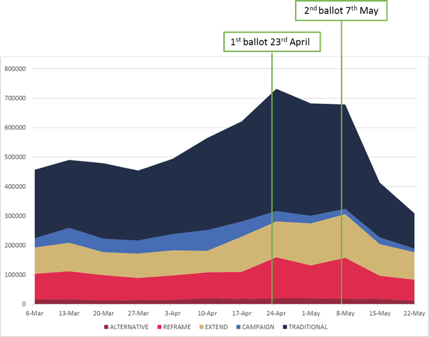 2nd ballot 7th May
1st ballot 23rd April
800000
700000
600000
500000
400000
300000
200000
100000
0
6-Mar 13-Mar 20-Mar 27-Mar 3-Apr 10-Apr 17-Apr 24-Apr 1-May 8-May 15-May 22-May
ALTERNATIVE REFRAME EXTEND CAMPAIGN TRADITIONAL